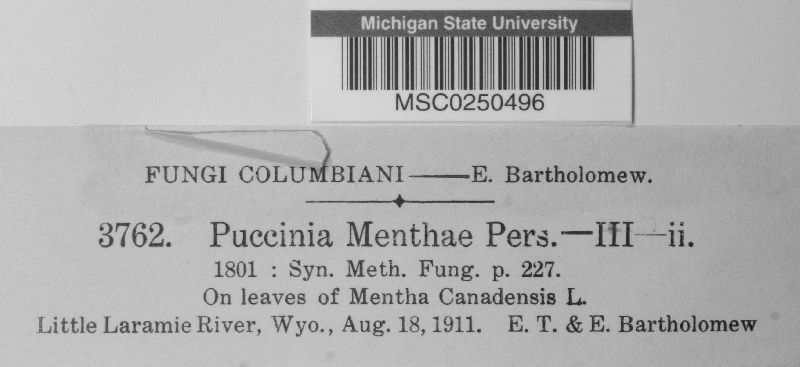 Michigan State University
MSC0250496
FUNGI COLUMBIANI——E. Bartholomew.
3762. Puccinia Menthae Pers.—III—ii.
1801 : Syn. Meth. Fung. p. 227.
On leaves of Mentha Canadensis L.
Little Laramie River, Wyo., Aug. 18, 1911. E. T. & E. Bartholomew